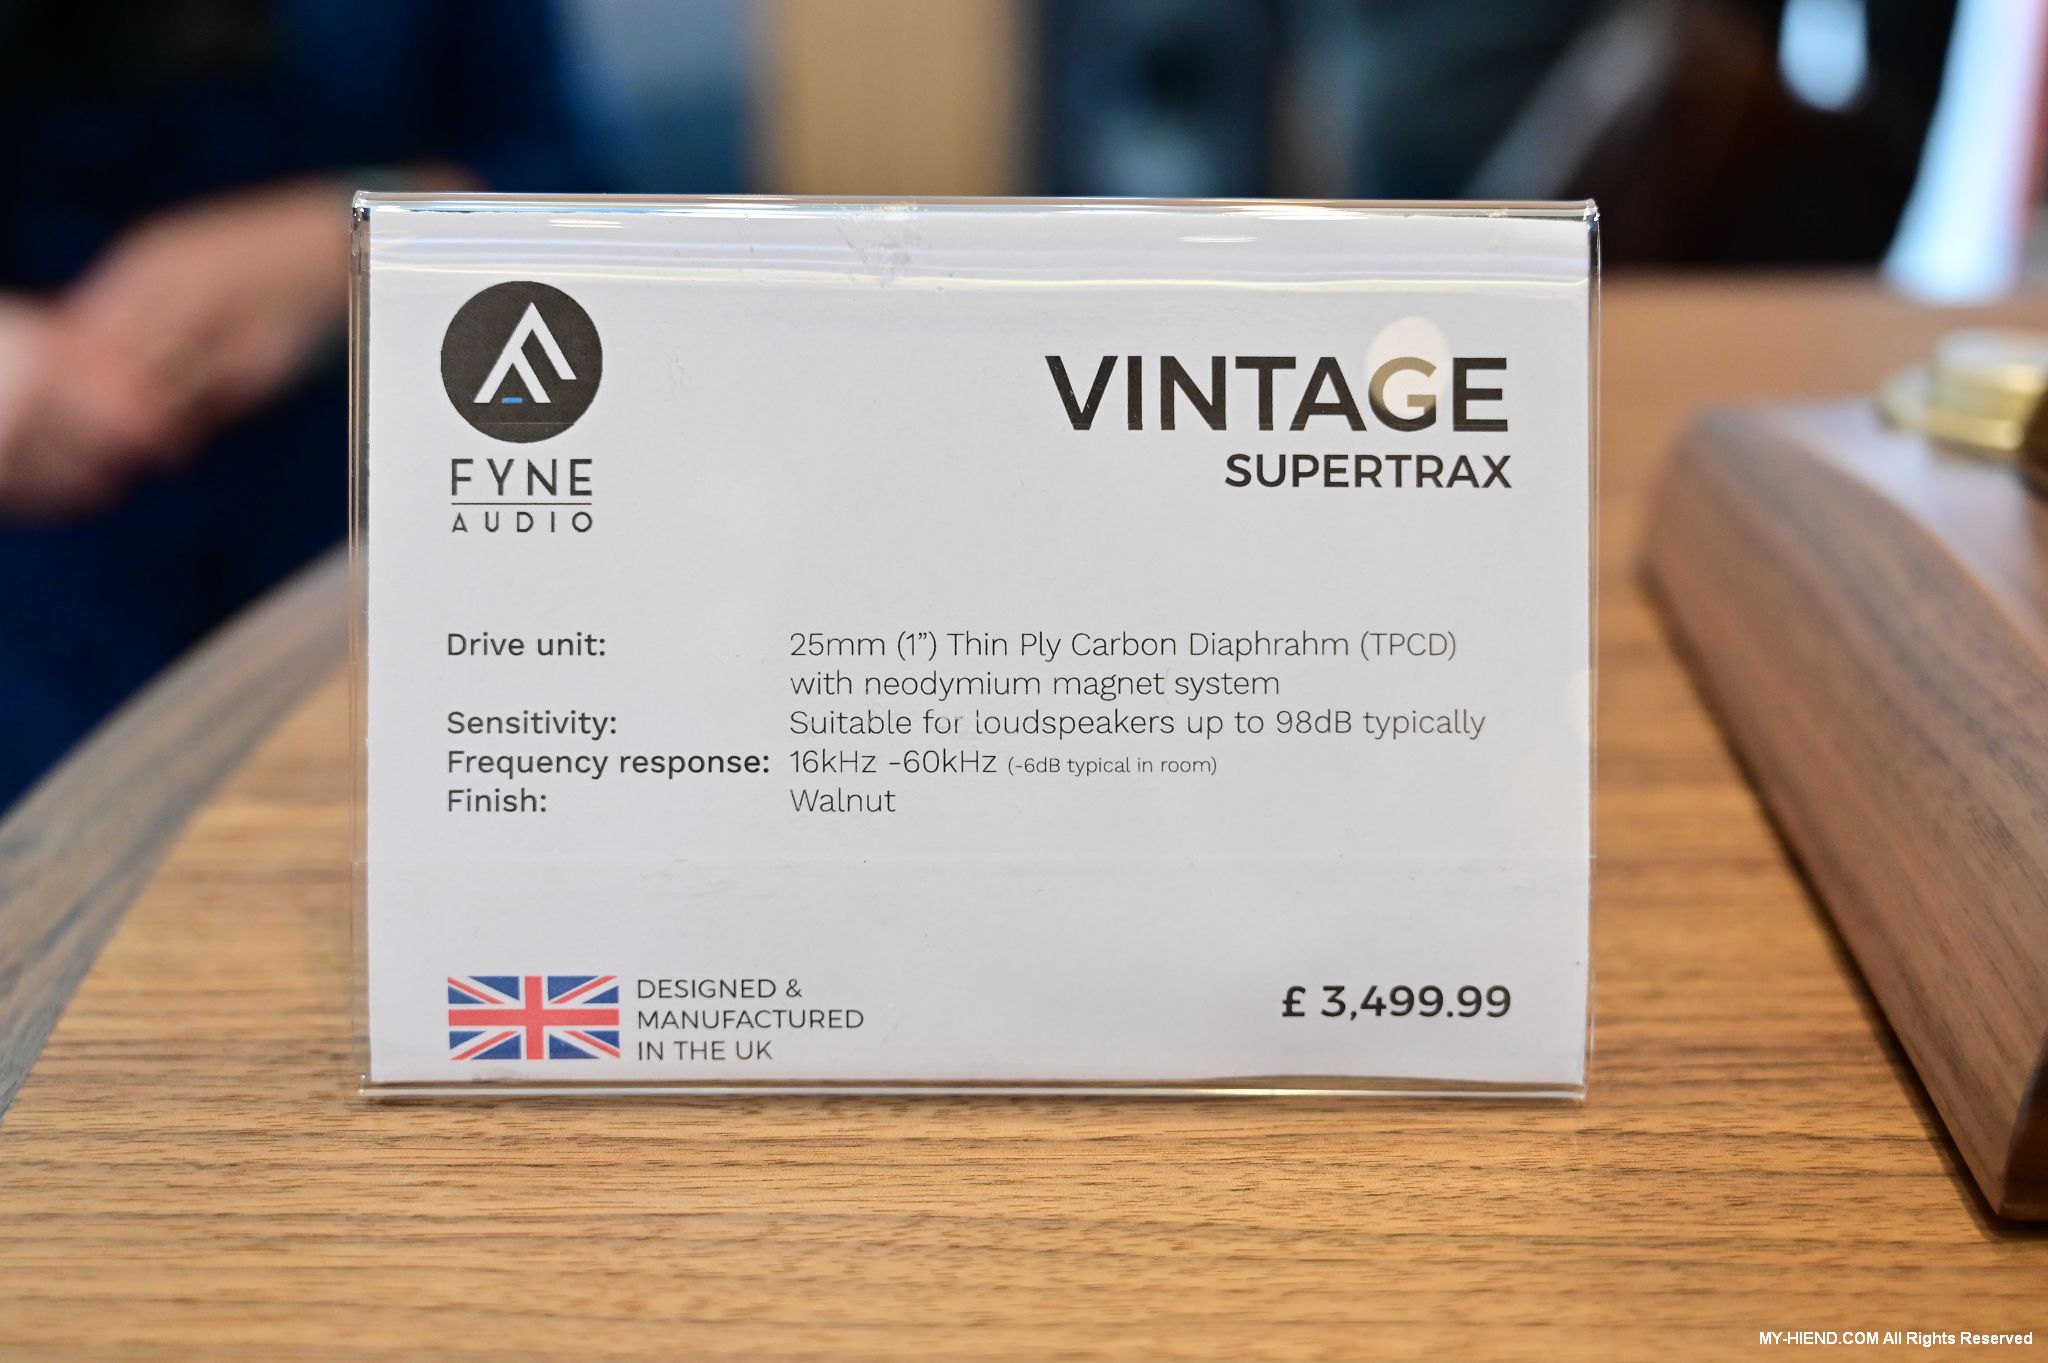 FYNE
AUDIO
VINTAGE
SUPERTRAX
Drive unit: 25mm (1”) Thin Ply Carbon Diaphrahm (TPCD)
with neodymium magnet system
Sensitivity: Suitable for loudspeakers up to 98dB typically
Frequency response: 16kHz -60kHz (-6dB typical in room)
Finish: Walnut
DESIGNED &
MANUFACTURED
IN THE UK
£ 3,499.99
MY-HIEND.COM All Rights Reserved